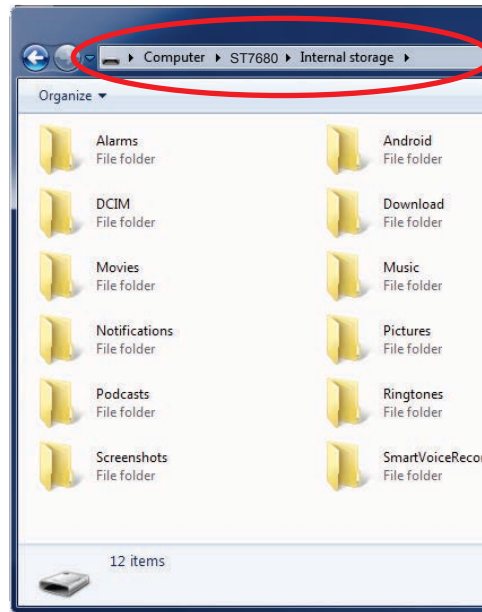 Computer ▸ ST7680 ▸ Internal storage ▸
Organize
Alarms
File folder
Android
File folder
DCIM
File folder
Download
File folder
Movies
File folder
Music
File folder
Notifications
File folder
Pictures
File folder
Podcasts
File folder
Ringtones
File folder
Screenshots
File folder
SmartVoiceRecor
File folder
12 items